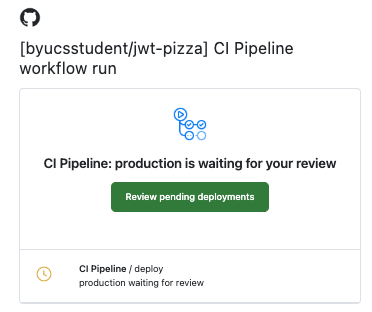 [byucsstudent/jwt-pizza] CI Pipeline
workflow run
CI Pipeline: production is waiting for your review
Review pending deployments
CI Pipeline / deploy
production waiting for review